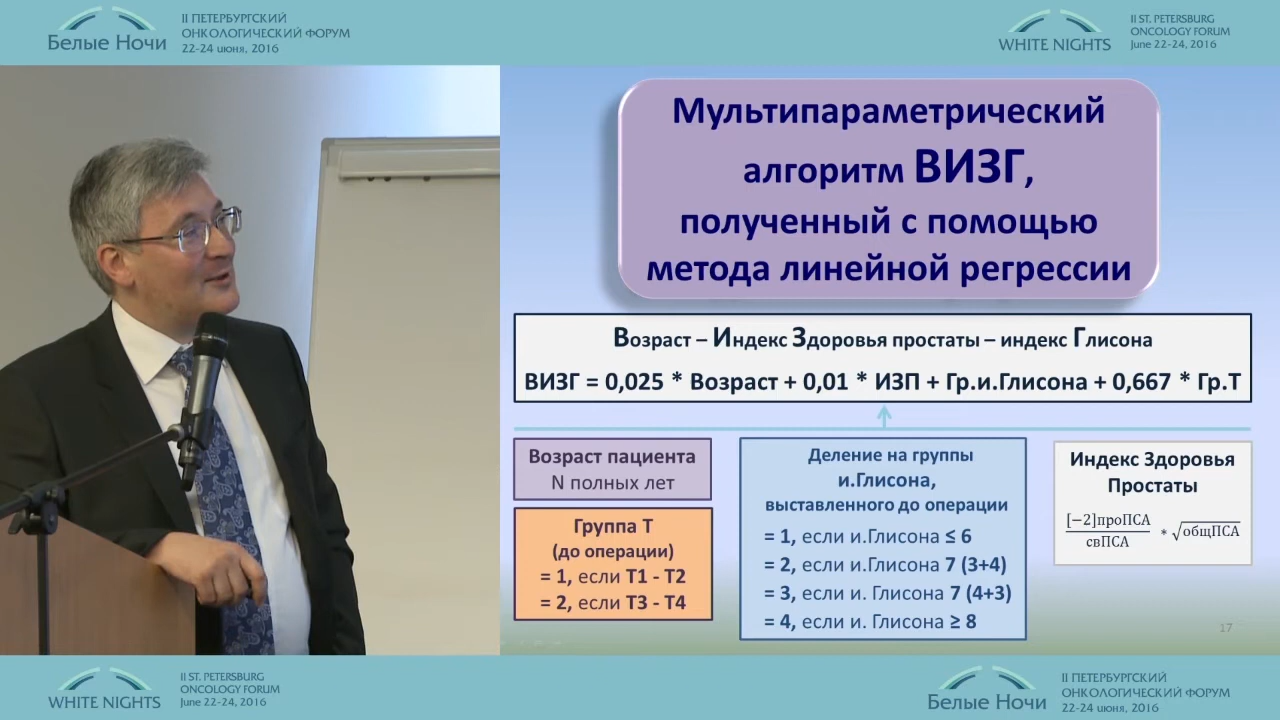 Белые Ночи
II ПЕТЕРБУРГСКИЙ
ОНКОЛОГИЧЕСКИЙ ФОРУМ
22-24 июня, 2016
WHITE NIGHTS
II ST. PETERSBURG
ONCOLOGY FORUM
June 22-24, 2016
Мультипараметрический
алгоритм ВИЗГ,
полученный с помощью
метода линейной регрессии
Возраст – Индекс Здоровья простаты – индекс Глисона
ВИЗГ = 0,025 * Возраст + 0,01 * ИЗП + Гр.и.Глисона + 0,667 * Гр.Т
Возраст пациента
N полных лет
Группа Т
(до операции)
= 1, если Т1 - Т2
= 2, если Т3 - Т4
Деление на группы
и.Глисона,
выставленного до операции
= 1, если и.Глисона ≤ 6
= 2, если и.Глисона 7 (3+4)
= 3, если и. Глисона 7 (4+3)
= 4, если и. Глисона ≥ 8
Индекс Здоровья
Простаты
[−2]проПСА
свПСА
* √общПСА
17
WHITE NIGHTS
II ST. PETERSBURG
ONCOLOGY FORUM
June 22-24, 2016
Белые Ночи
II ПЕТЕРБУРГСКИЙ
ОНКОЛОГИЧЕСКИЙ ФОРУМ
22-24 июня, 2016